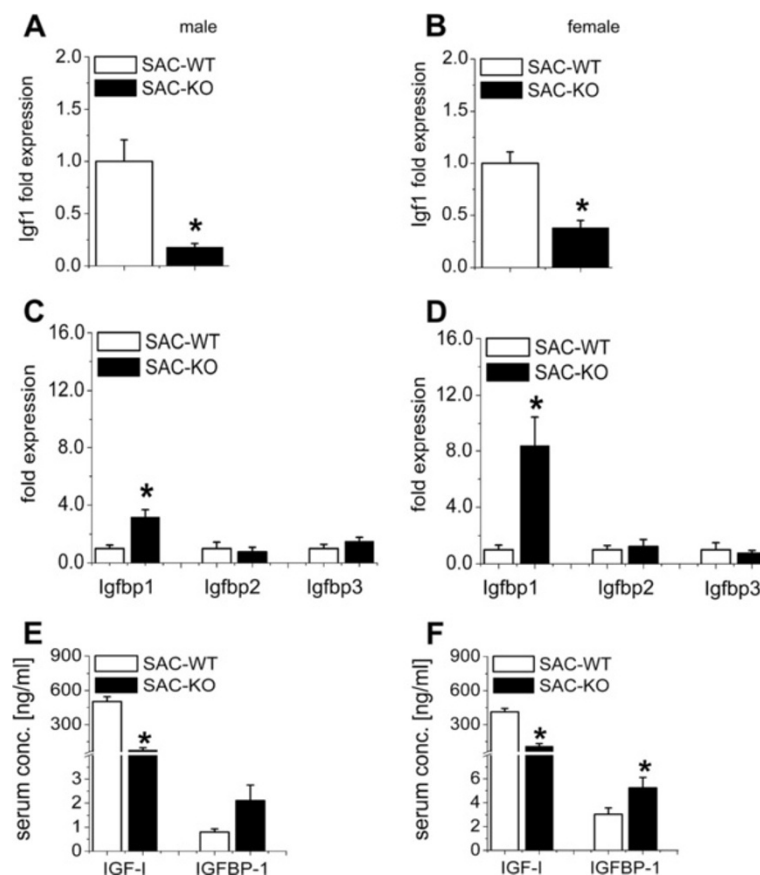 A male
2.0
SAC-WT
SAC-KO
1.5
1.0
0.5
0.0
Igf1 fold expression
*
B female
2.0
SAC-WT
SAC-KO
1.5
1.0
0.5
0.0
Igf1 fold expression
*
C
16.0
SAC-WT
SAC-KO
12.0
8.0
4.0
0.0
fold expression
*
Igfbp1 Igfbp2 Igfbp3
D
16.0
SAC-WT
SAC-KO
12.0
8.0
4.0
0.0
fold expression
*
Igfbp1 Igfbp2 Igfbp3
E
900
SAC-WT
SAC-KO
600
300
3
2
1
0
serum conc. [ng/ml]
*
IGF-I IGFBP-1
F
900
SAC-WT
SAC-KO
600
300
6
4
2
0
serum conc. [ng/ml]
* *
IGF-I IGFBP-1